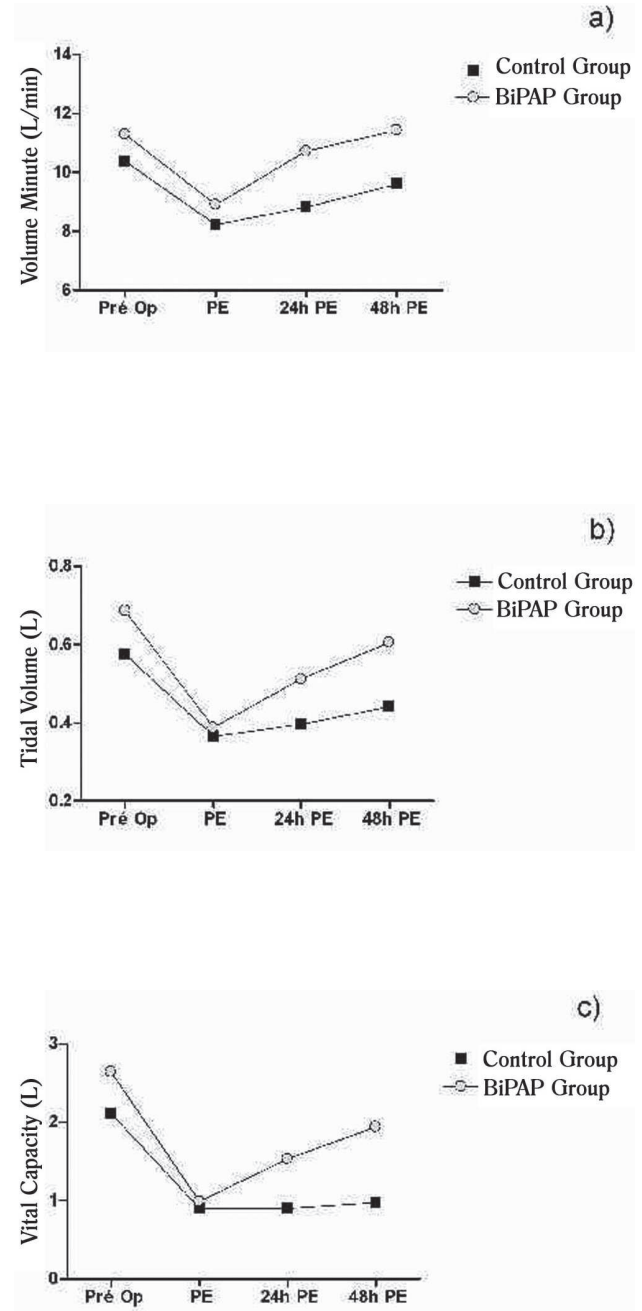 a)
Control Group
BiPAP Group
Volume Minute (L/min)
14
12
10
8
6
Pré Op PE 24h PE 48h PE
b)
Control Group
BiPAP Group
Tidal Volume (L)
0.8
0.6
0.4
0.2
Pré Op PE 24h PE 48h PE
c)
Control Group
BiPAP Group
Vital Capacity (L)
3
2
1
0
Pré Op PE 24h PE 48h PE